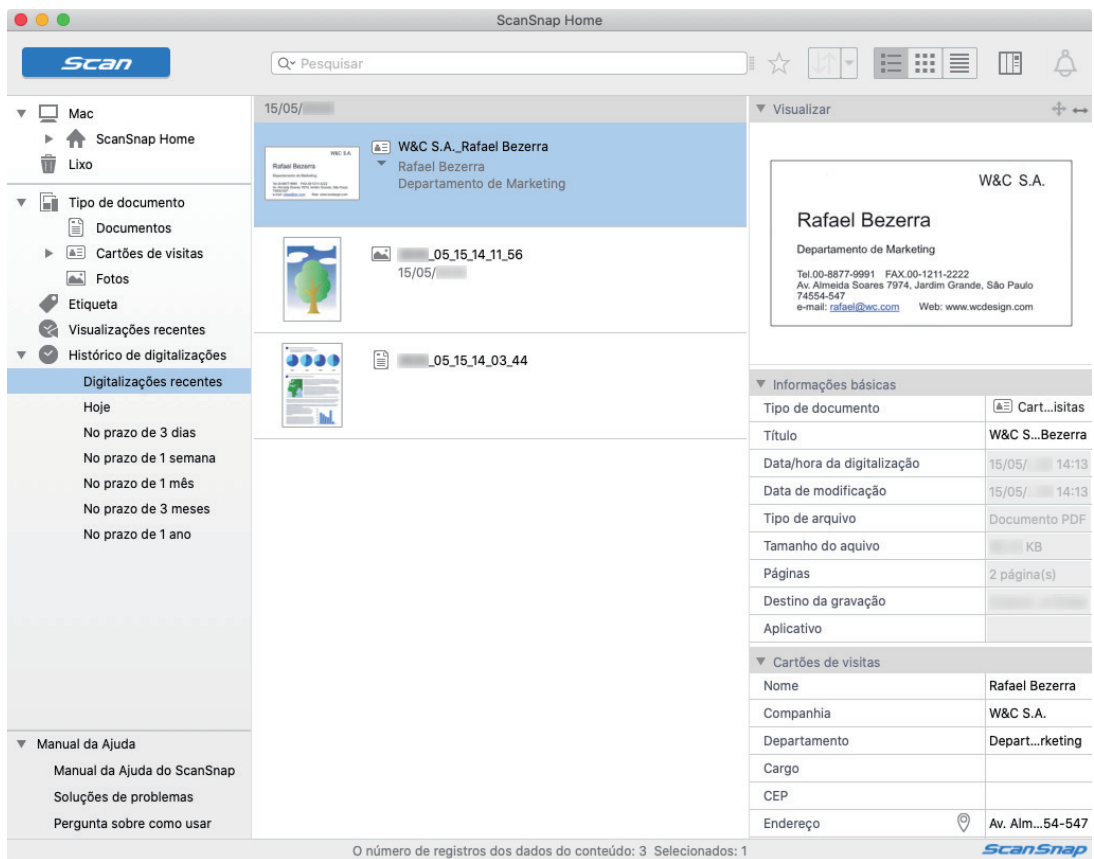 ScanSnap Home
Scan
Pesquisar
Mac
ScanSnap Home
Lixo
Tipo de documento
Documentos
Cartões de visitas
Fotos
Etiqueta
Visualizações recentes
Histórico de digitalizações
Digitalizações recentes
Hoje
No prazo de 3 dias
No prazo de 1 semana
No prazo de 1 mês
No prazo de 3 meses
No prazo de 1 ano
Manual da Ajuda
Manual da Ajuda do ScanSnap
Soluções de problemas
Pergunta sobre como usar
15/05/
W&C S.A._Rafael Bezerra
Rafael Bezerra
Departamento de Marketing
_05_15_14_11_56
15/05/
_05_15_14_03_44
Visualizar
W&C S.A.
Rafael Bezerra
Departamento de Marketing
Tel.00-8877-9991 FAX.00-1211-2222
Av. Almeida Soares 7974, Jardim Grande, São Paulo
74554-547
e-mail: rafael@wc.com Web: www.wcdesign.com
Informações básicas
Tipo de documento Cart...isitas
Título W&C S...Bezerra
Data/hora da digitalização 15/05/ 14:13
Data de modificação 15/05/ 14:13
Tipo de arquivo Documento PDF
Tamanho do aquivo KB
Páginas 2 página(s)
Destino da gravação
Aplicativo
Cartões de visitas
Nome Rafael Bezerra
Companhia W&C S.A.
Departamento Depart...rketing
Cargo
CEP
Endereço Av. Alm...54-547
O número de registros dos dados do conteúdo: 3 Selecionados: 1
ScanSnap